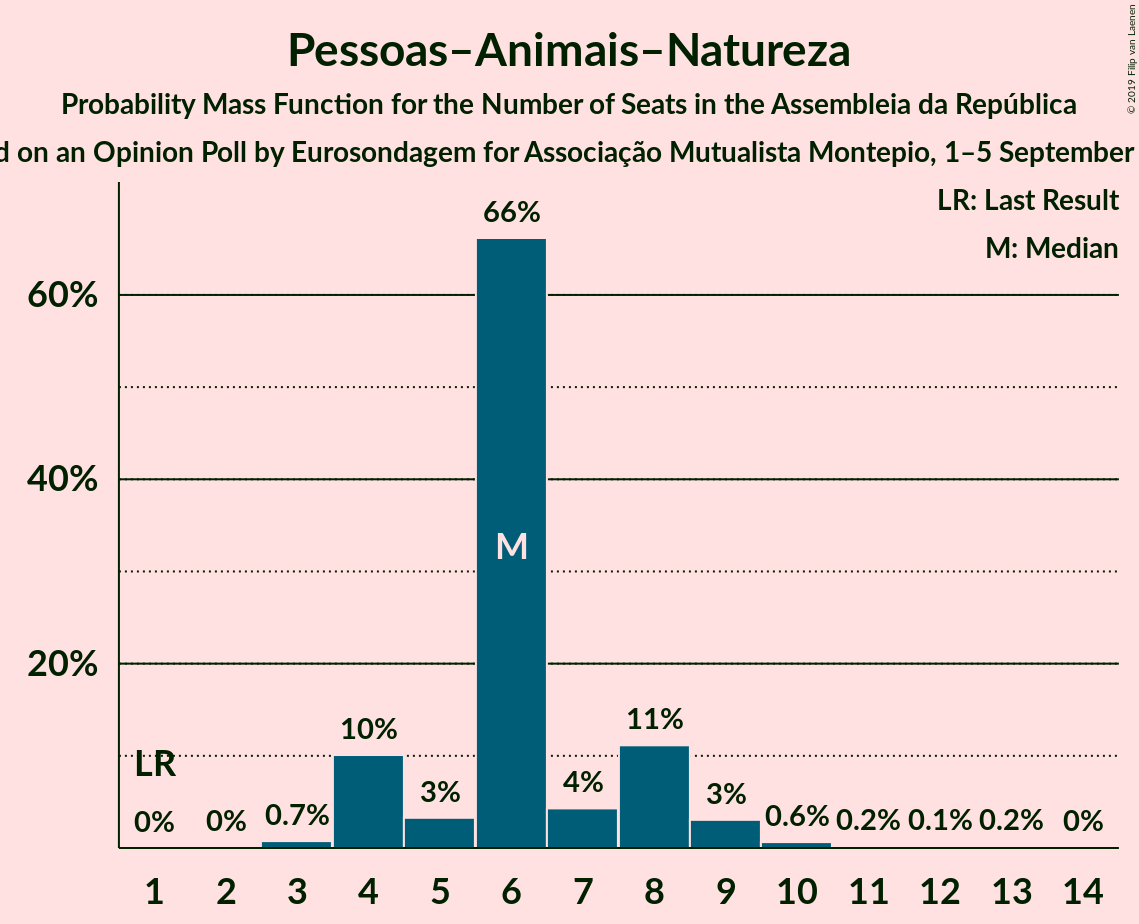 Pessoas–Animais–Natureza
Probability Mass Function for the Number of Seats in the Assembleia da República
on an Opinion Poll by Eurosondagem for Associação Mutualista Montepio, 1–5 September
© 2019 Filip van Laenen
LR: Last Result
M: Median
60%
40%
20%
66%
M
LR
0%
0%
0.7%
10%
3%
4%
11%
3%
0.6%
0.2%
0.1%
0.2%
0%
1 2 3 4 5 6 7 8 9 10 11 12 13 14